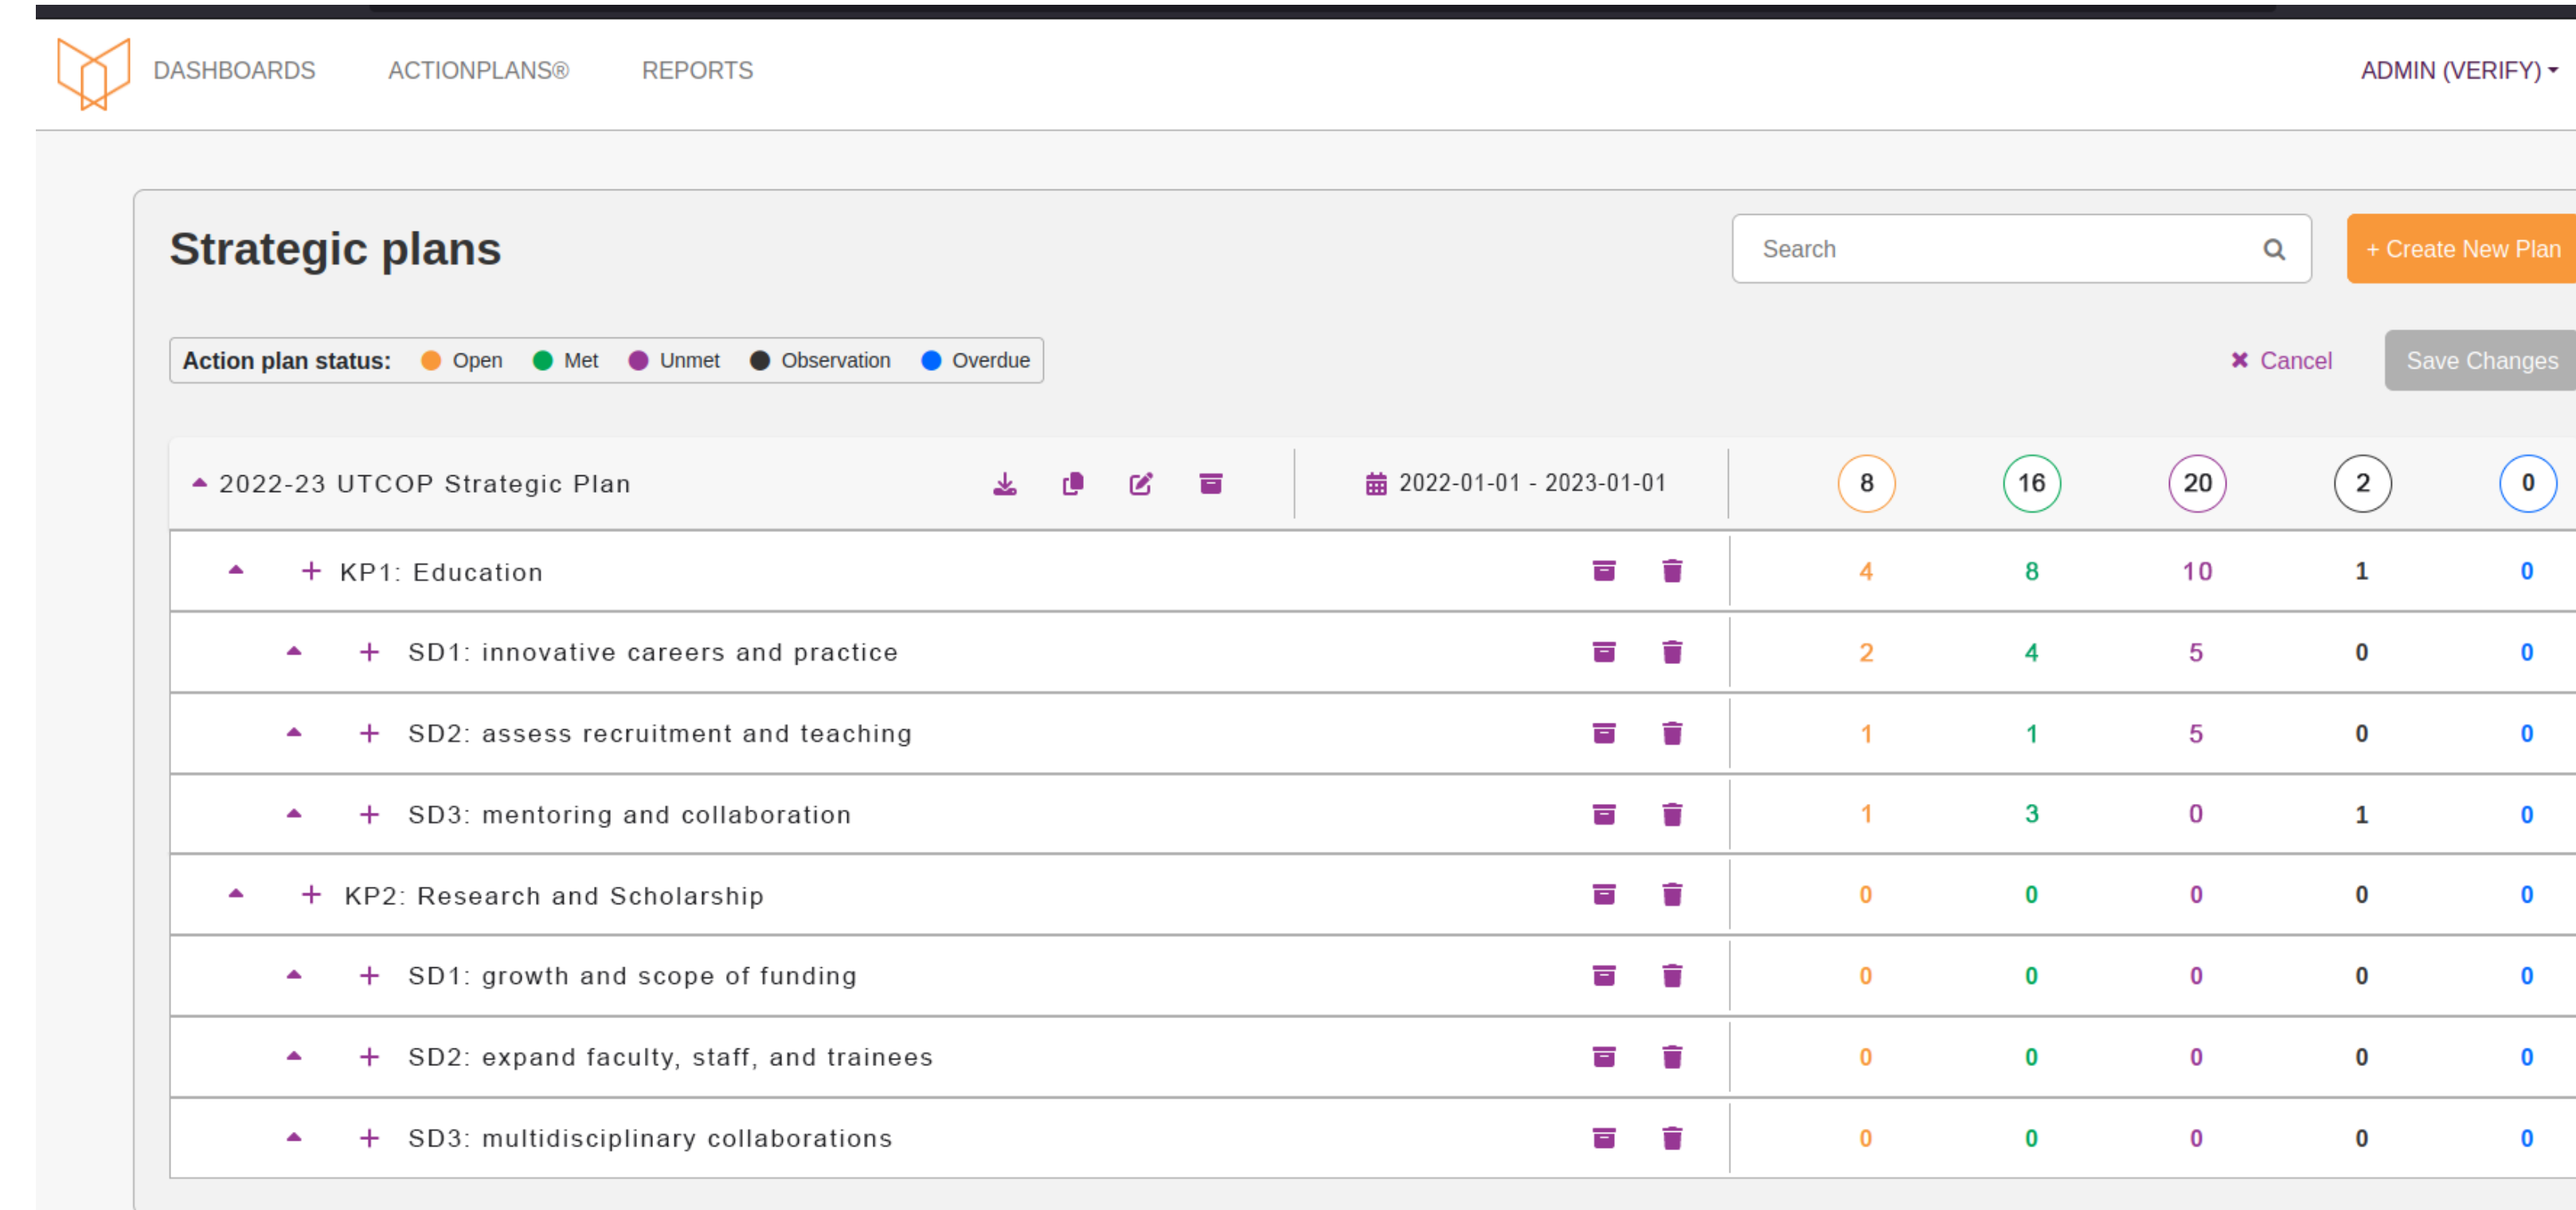 DASHBOARDS ACTIONPLANS® REPORTS ADMIN (VERIFY)
Strategic plans Search + Create New Plan
Action plan status: Open Met Unmet Observation Overdue Cancel Save Changes
2022-23 UTCOP Strategic Plan 2022-01-01 - 2023-01-01 8 16 20 2 0
+ KP1: Education 4 8 10 1 0
+ SD1: innovative careers and practice 2 4 5 0 0
+ SD2: assess recruitment and teaching 1 1 5 0 0
+ SD3: mentoring and collaboration 1 3 0 1 0
+ KP2: Research and Scholarship 0 0 0 0 0
+ SD1: growth and scope of funding 0 0 0 0 0
+ SD2: expand faculty, staff, and trainees 0 0 0 0 0
+ SD3: multidisciplinary collaborations 0 0 0 0 0